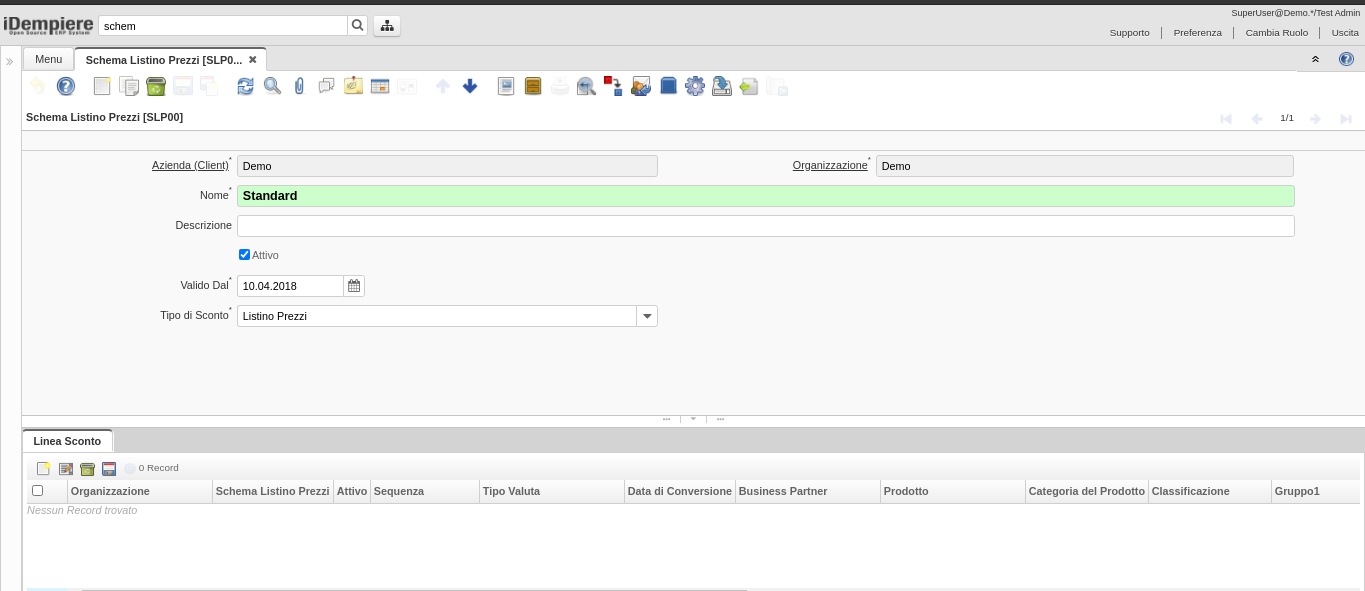 SuperUser@Demo.*/Test Admin
iDempiere
Open Source ERP System
schem
Supporto Preferenza Cambia Ruolo Uscita
Menu
Schema Listino Prezzi [SLP0...
Schema Listino Prezzi [SLP00]
1/1
Azienda (Client)* Demo
Organizzazione* Demo
Nome* Standard
Descrizione
Attivo
Valido Dal* 10.04.2018
Tipo di Sconto* Listino Prezzi
Linea Sconto
0 Record
Organizzazione Schema Listino Prezzi Attivo Sequenza Tipo Valuta Data di Conversione Business Partner Prodotto Categoria del Prodotto Classificazione Gruppo1
Nessun Record trovato